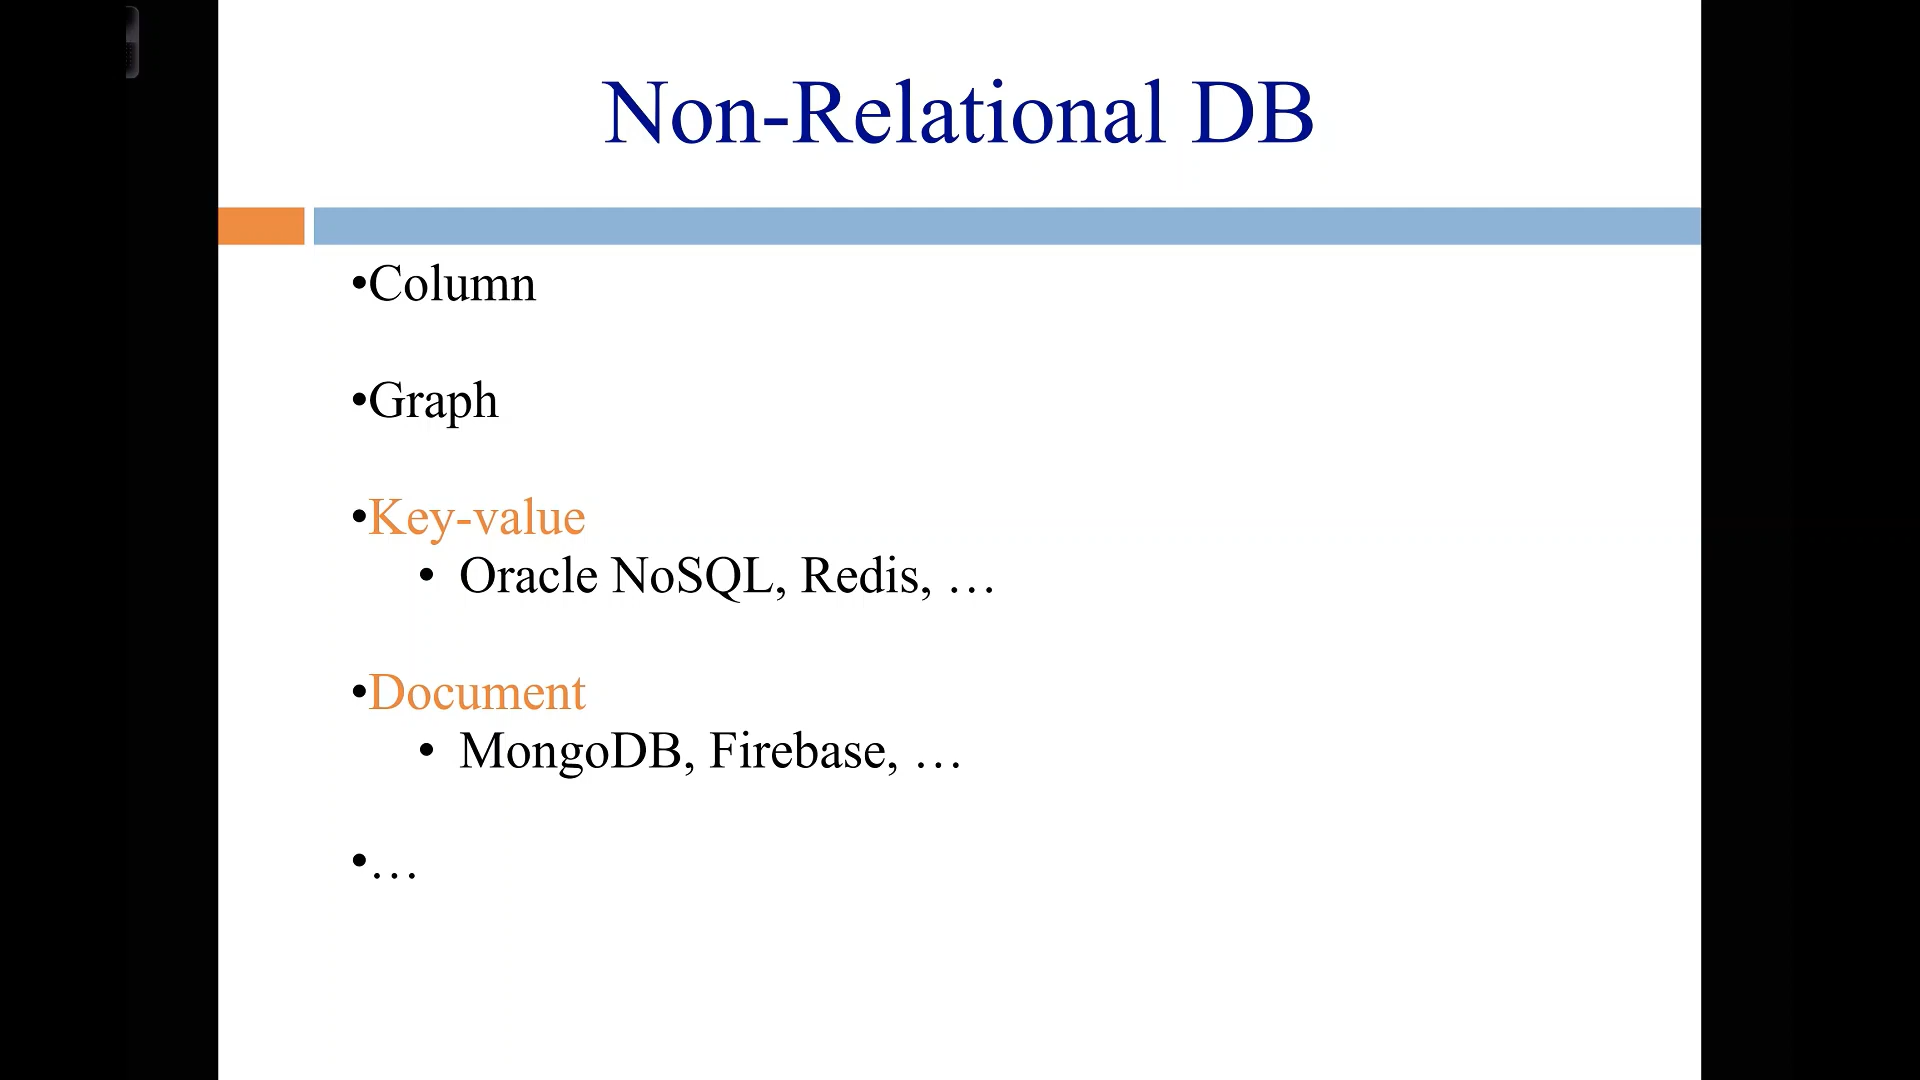 Non-Relational DB
•Column
•Graph
•Key-value
• Oracle NoSQL, Redis, …
•Document
• MongoDB, Firebase, …
•…